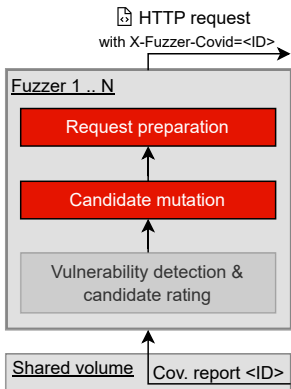 HTTP request
with X-Fuzzer-Covid=<ID>
Fuzzer 1 .. N
Request preparation
Candidate mutation
Vulnerability detection &
candidate rating
Shared volume
Cov. report <ID>